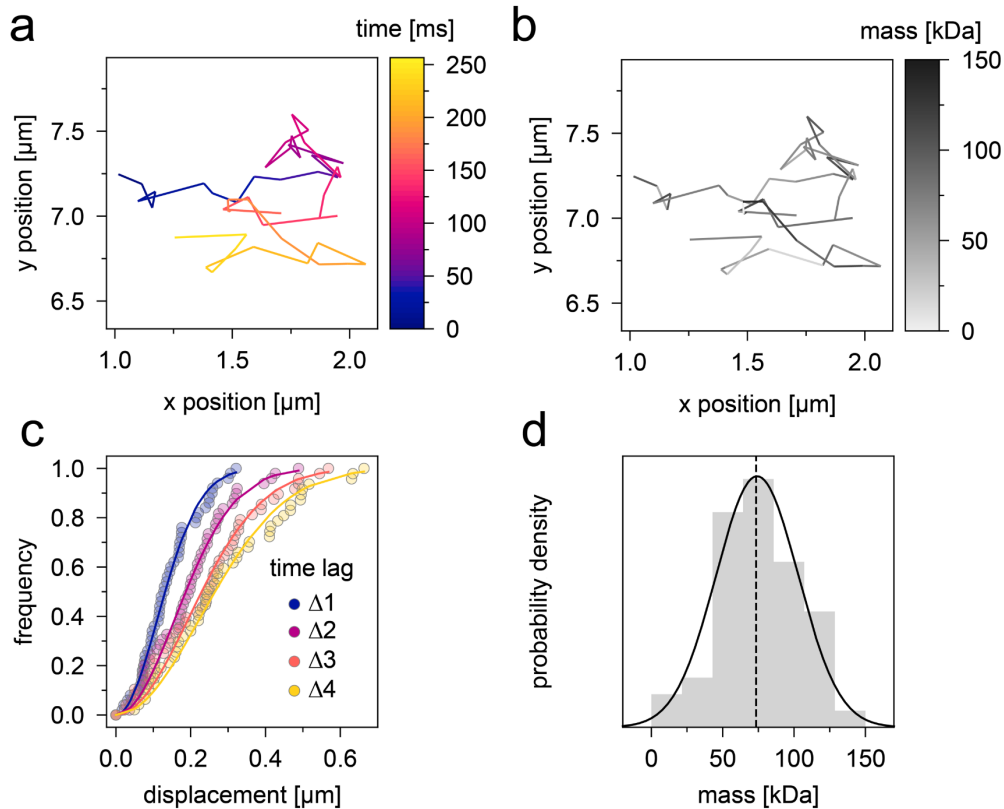 a
time [ms]
250
200
150
100
50
0
y position [µm]
7.5
7.0
6.5
1.0
1.5
2.0
x position [µm]
b
mass [kDa]
150
100
50
0
y position [µm]
7.5
7.0
6.5
1.0
1.5
2.0
x position [µm]
c
frequency
1.0
0.8
0.6
0.4
0.2
0.0
time lag
Δ1
Δ2
Δ3
Δ4
0.0
0.2
0.4
0.6
displacement [µm]
d
probability density
0
50
100
150
mass [kDa]